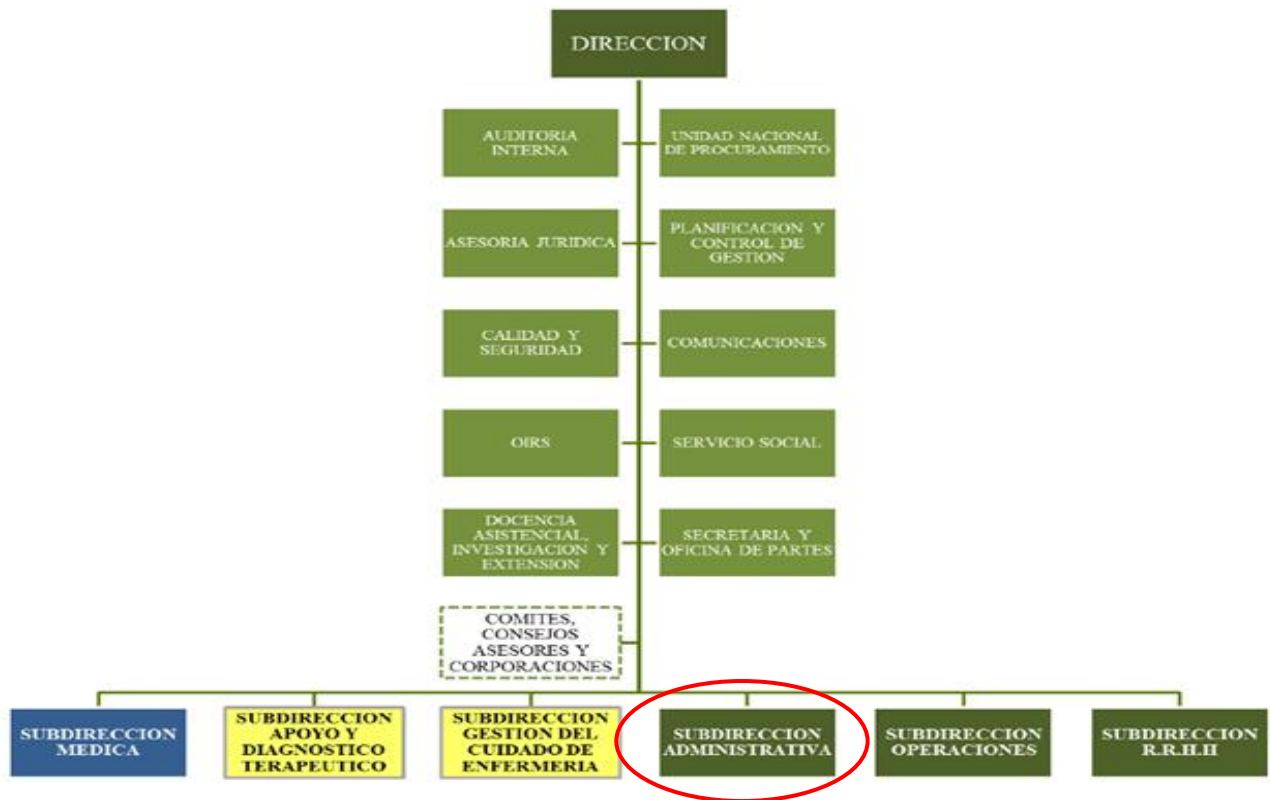 DIRECCION
AUDITORIA
INTERNA
UNIDAD NACIONAL
DE PROCURAMIENTO
ASESORIA JURIDICA
PLANIFICACION Y
CONTROL DE
GESTION
CALIDAD Y
SEGURIDAD
COMUNICACIONES
OIRS
SERVICIO SOCIAL
DOCENCIA
ASISTENCIAL,
INVESTIGACION Y
EXTENSION
SECRETARIA Y
OFICINA DE PARTES
COMITES,
CONSEJOS
ASESORES Y
CORPORACIONES
SUBDIRECCION
MEDICA
SUBDIRECCION
APOYO Y
DIAGNOSTICO
TERAPEUTICO
SUBDIRECCION
GESTION DEL
CUIDADO DE
ENFERMERIA
SUBDIRECCION
ADMINISTRATIVA
SUBDIRECCION
OPERACIONES
SUBDIRECCION
R.R.H.H